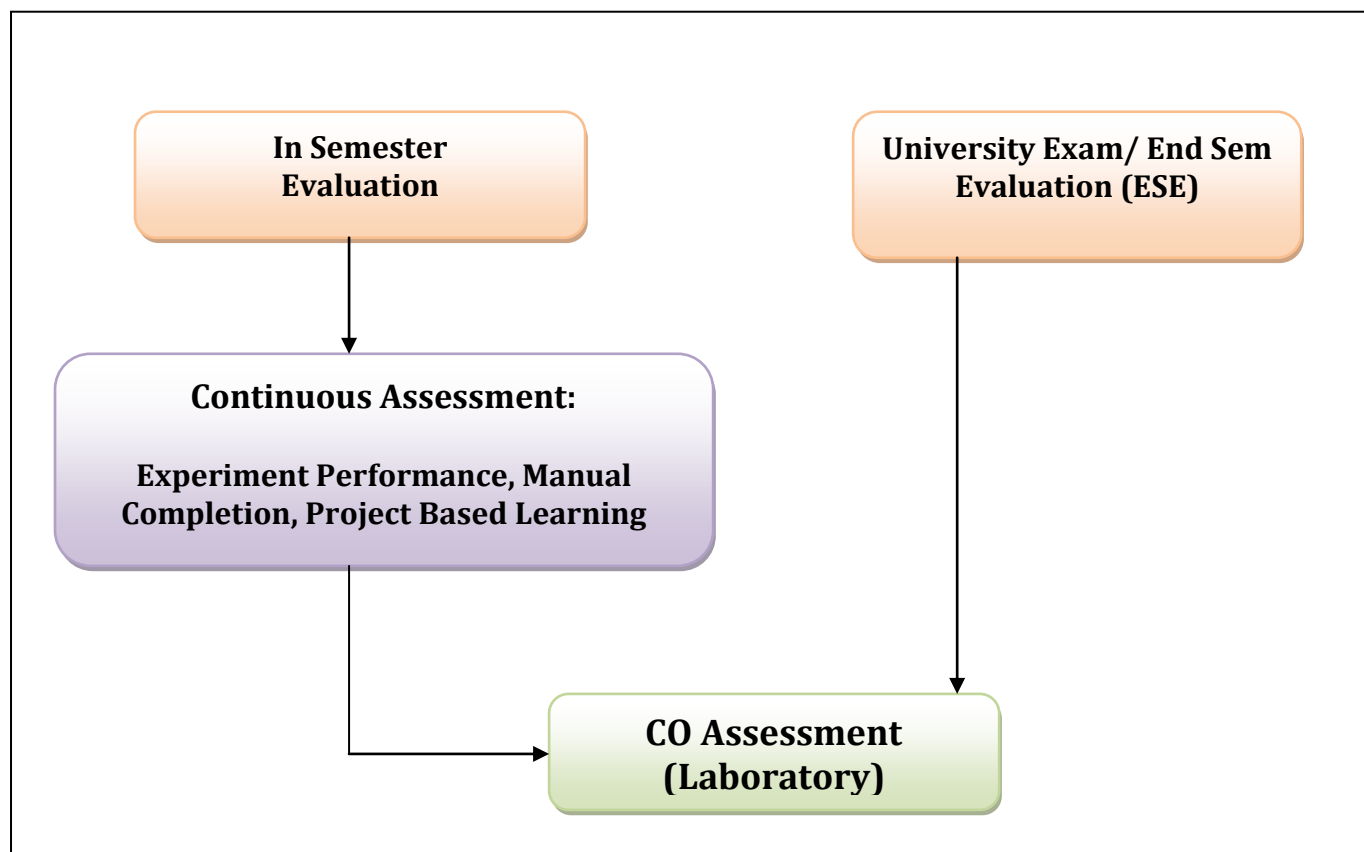 In Semester
Evaluation
University Exam/ End Sem
Evaluation (ESE)
Continuous Assessment:
Experiment Performance, Manual
Completion, Project Based Learning
CO Assessment
(Laboratory)